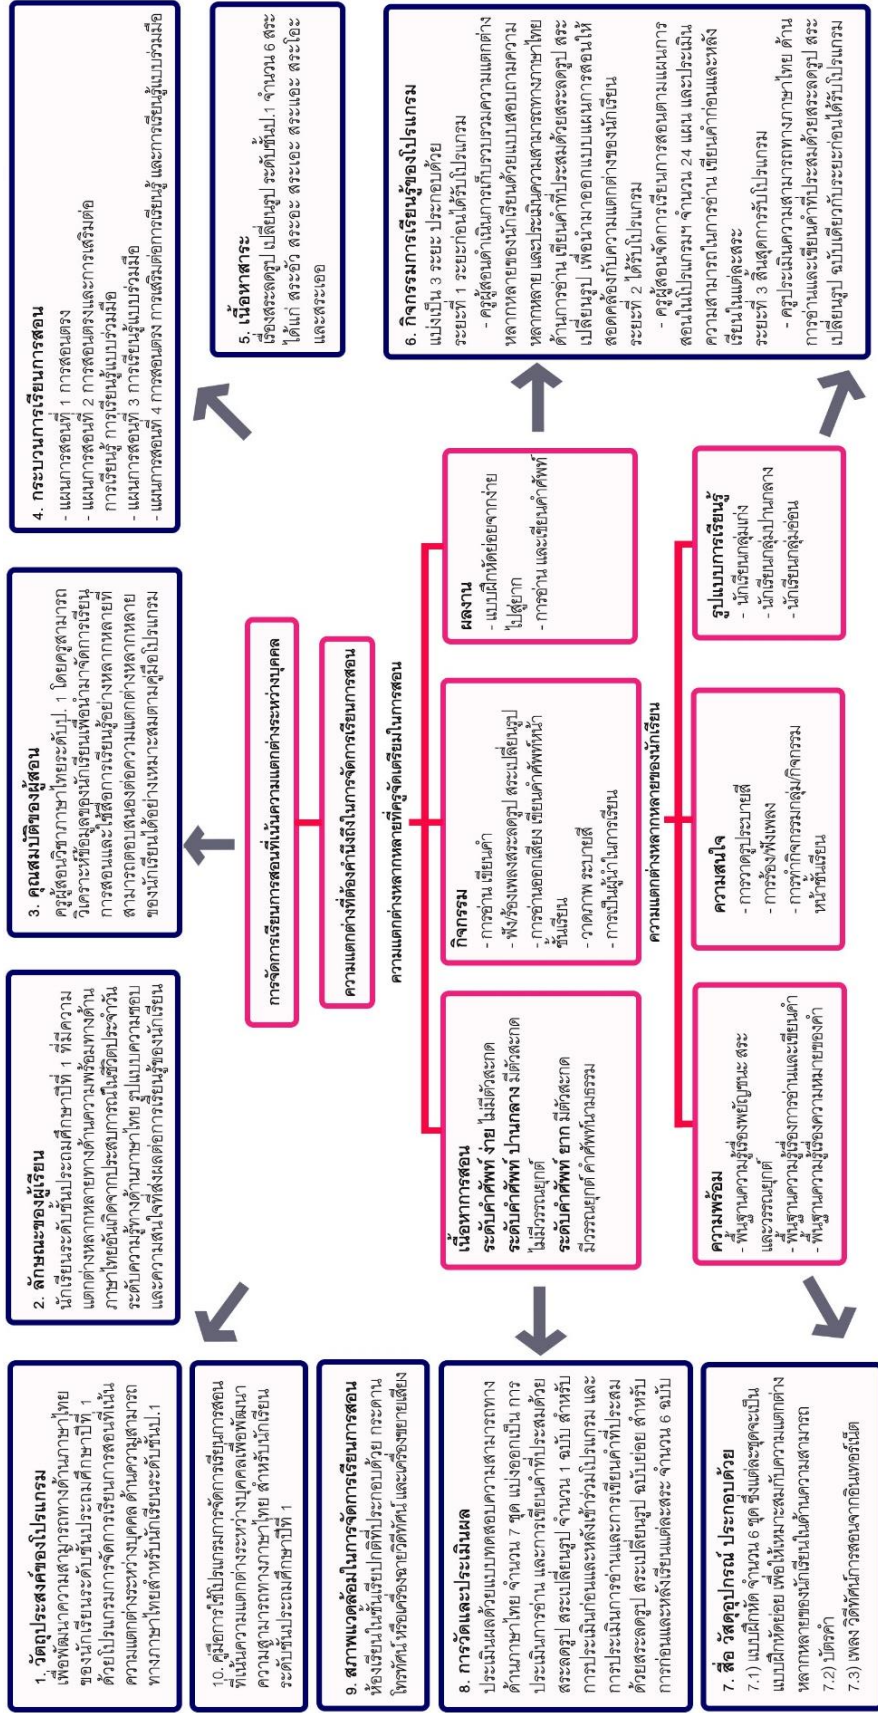 1. วัตถุประสงค์ของโปรแกรม
เพื่อพัฒนาความสามารถทางด้านภาษาไทย
ของนักเรียนระดับชั้นประถมศึกษาปีที่ 1
ด้วยโปรแกรมการจัดการเรียนการสอนที่เน้น
ความแตกต่างระหว่างบุคคล ด้านความสามารถ
ทางภาษาไทยสำหรับนักเรียนระดับชั้นป.1
2. ลักษณะของผู้เรียน
นักเรียนระดับชั้นประถมศึกษาปีที่ 1 ที่มีความ
แตกต่างหลากหลายทางด้านความพร้อมทางด้าน
ภาษาไทยอันเกิดจากประสบการณ์ในชีวิตประจำวัน
ระดับความรู้ทางด้านภาษาไทย รูปแบบความชอบ
และความสนใจที่ส่งผลต่อการเรียนรู้ของนักเรียน
3. คุณสมบัติของผู้สอน
ครูผู้สอนวิชาภาษาไทยระดับป. 1 โดยครูสามารถ
วิเคราะห์ข้อมูลของนักเรียนเพื่อนำมาจัดการเรียน
การสอนและใช้สื่อการเรียนรู้อย่างหลากหลายที่
สามารถตอบสนองต่อความแตกต่างหลากหลาย
ของนักเรียนได้อย่างเหมาะสมตามคู่มือโปรแกรม
4. กระบวนการเรียนการสอน
- แผนการสอนที่ 1 การสอนตรง
- แผนการสอนที่ 2 การสอนตรงและการเสริมต่อ
การเรียนรู้ การเรียนรู้แบบร่วมมือ
- แผนการสอนที่ 3 การเรียนรู้แบบร่วมมือ
- แผนการสอนที่ 4 การสอนตรง การเสริมต่อการเรียนรู้ และการเรียนรู้แบบร่วมมือ
10. คู่มือการใช้โปรแกรมการจัดการเรียนการสอน
ที่เน้นความแตกต่างระหว่างบุคคลเพื่อพัฒนา
ความสามารถทางภาษาไทย สำหรับนักเรียน
ระดับชั้นประถมศึกษาปีที่ 1
การจัดการเรียนการสอนที่เน้นความแตกต่างระหว่างบุคคล
5. เนื้อหาสาระ
เรื่องสระลดรูป เปลี่ยนรูป ระดับชั้นป.1 จำนวน 6 สระ
ได้แก่ สระอัว สระอะ สระเอะ สระแอะ สระโอะ
และสระเออ
9. สภาพแวดล้อมในการจัดการเรียนการสอน
ห้องเรียนในชั้นเรียนปกติที่ประกอบด้วย กระดาน
โทรทัศน์ หรือเครื่องฉายวิดีทัศน์ และเครื่องขยายเสียง
ความแตกต่างที่ต้องคำนึงถึงในการจัดการเรียนการสอน
ความแตกต่างหลากหลายที่ครูจัดเตรียมในการสอน
8. การวัดและประเมินผล
ประเมินผลด้วยแบบทดสอบความสามารถทาง
ด้านภาษาไทย จำนวน 7 ชุด แบ่งออกเป็น การ
ประเมินการอ่าน และการเขียนคำที่ประสมด้วย
สระลดรูป สระเปลี่ยนรูป จำนวน 1 ฉบับ สำหรับ
การประเมินก่อนและหลังเข้าร่วมโปรแกรม และ
การประเมินการอ่านและการเขียนคำที่ประสม
ด้วยสระลดรูป สระเปลี่ยนรูป ฉบับย่อย สำหรับ
การก่อนและหลังเรียนแต่ละสระ จำนวน 6 ฉบับ
เนื้อหาการสอน
ระดับคำศัพท์ ง่าย ไม่มีตัวสะกด
ระดับคำศัพท์ ปานกลาง มีตัวสะกด
ไม่มีวรรณยุกต์
ระดับคำศัพท์ ยาก มีตัวสะกด
มีวรรณยุกต์ คำศัพท์นามธรรม
กิจกรรม
- การอ่าน เขียนคำ
- ฟัง/ร้องเพลงสระลดรูป สระเปลี่ยนรูป
- การอ่านออกเสียง เขียนคำศัพท์หน้า
ชั้นเรียน
- วาดภาพ ระบายสี
- การเป็นผู้นำในการเรียน
ผลงาน
- แบบฝึกหัดย่อยจากง่าย
ไปสู่ยาก
- การอ่าน และเขียนคำศัพท์
6. กิจกรรมการเรียนรู้ของโปรแกรม
แบ่งเป็น 3 ระยะ ประกอบด้วย
ระยะที่ 1 ระยะก่อนได้รับโปรแกรม
- ครูผู้สอนดำเนินการเก็บรวบรวมความแตกต่าง
หลากหลายของนักเรียนด้วยแบบสอบถามความ
หลากหลาย และประเมินความสามารถทางภาษาไทย
ด้านการอ่าน เขียนคำที่ประสมด้วยสระลดรูป สระ
เปลี่ยนรูป เพื่อนำมาออกแบบแผนการสอนให้
สอดคล้องกับความแตกต่างของนักเรียน
ระยะที่ 2 ได้รับโปรแกรม
- ครูผู้สอนจัดการเรียนการสอนตามแผนการ
สอนในโปรแกรมฯ จำนวน 24 แผน และประเมิน
ความสามารถในการอ่าน เขียนคำก่อนและหลัง
เรียนในแต่ละสระ
ระยะที่ 3 สิ้นสุดการรับโปรแกรม
- ครูประเมินความสามารถทางภาษาไทย ด้าน
การอ่านและเขียนคำที่ประสมด้วยสระลดรูป สระ
เปลี่ยนรูป ฉบับเดียวกับระยะก่อนได้รับโปรแกรม
ความแตกต่างหลากหลายของนักเรียน
7. สื่อ วัสดุอุปกรณ์ ประกอบด้วย
7.1) แบบฝึกหัด จำนวน 6 ชุด ซึ่งแต่ละชุดจะเป็น
แบบฝึกหัดย่อย เพื่อให้เหมาะสมกับความแตกต่าง
หลากหลายของนักเรียนในด้านความสามารถ
7.2) บัตรคำ
7.3) เพลง วิดีทัศน์การสอนจากอินเทอร์เน็ต
ความพร้อม
- พื้นฐานความรู้เรื่องพยัญชนะ สระ
และวรรณยุกต์
- พื้นฐานความรู้เรื่องการอ่านและเขียนคำ
- พื้นฐานความรู้เรื่องความหมายของคำ
ความสนใจ
- การวาดรูประบายสี
- การร้อง/ฟังเพลง
- การทำกิจกรรมกลุ่ม/กิจกรรม
หน้าชั้นเรียน
รูปแบบการเรียนรู้
- นักเรียนกลุ่มเก่ง
- นักเรียนกลุ่มปานกลาง
- นักเรียนกลุ่มอ่อน